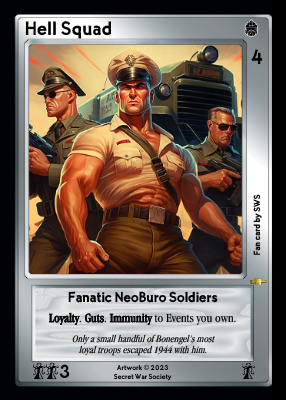 Hell Squad
4
Fan card by SWS
Fanatic NeoBuro Soldiers
Loyalty. Guts. Immunity to Events you own.
Only a small handful of Bonengel's most
loyal troops escaped 1944 with him.
3
Artwork © 2023
Secret War Society